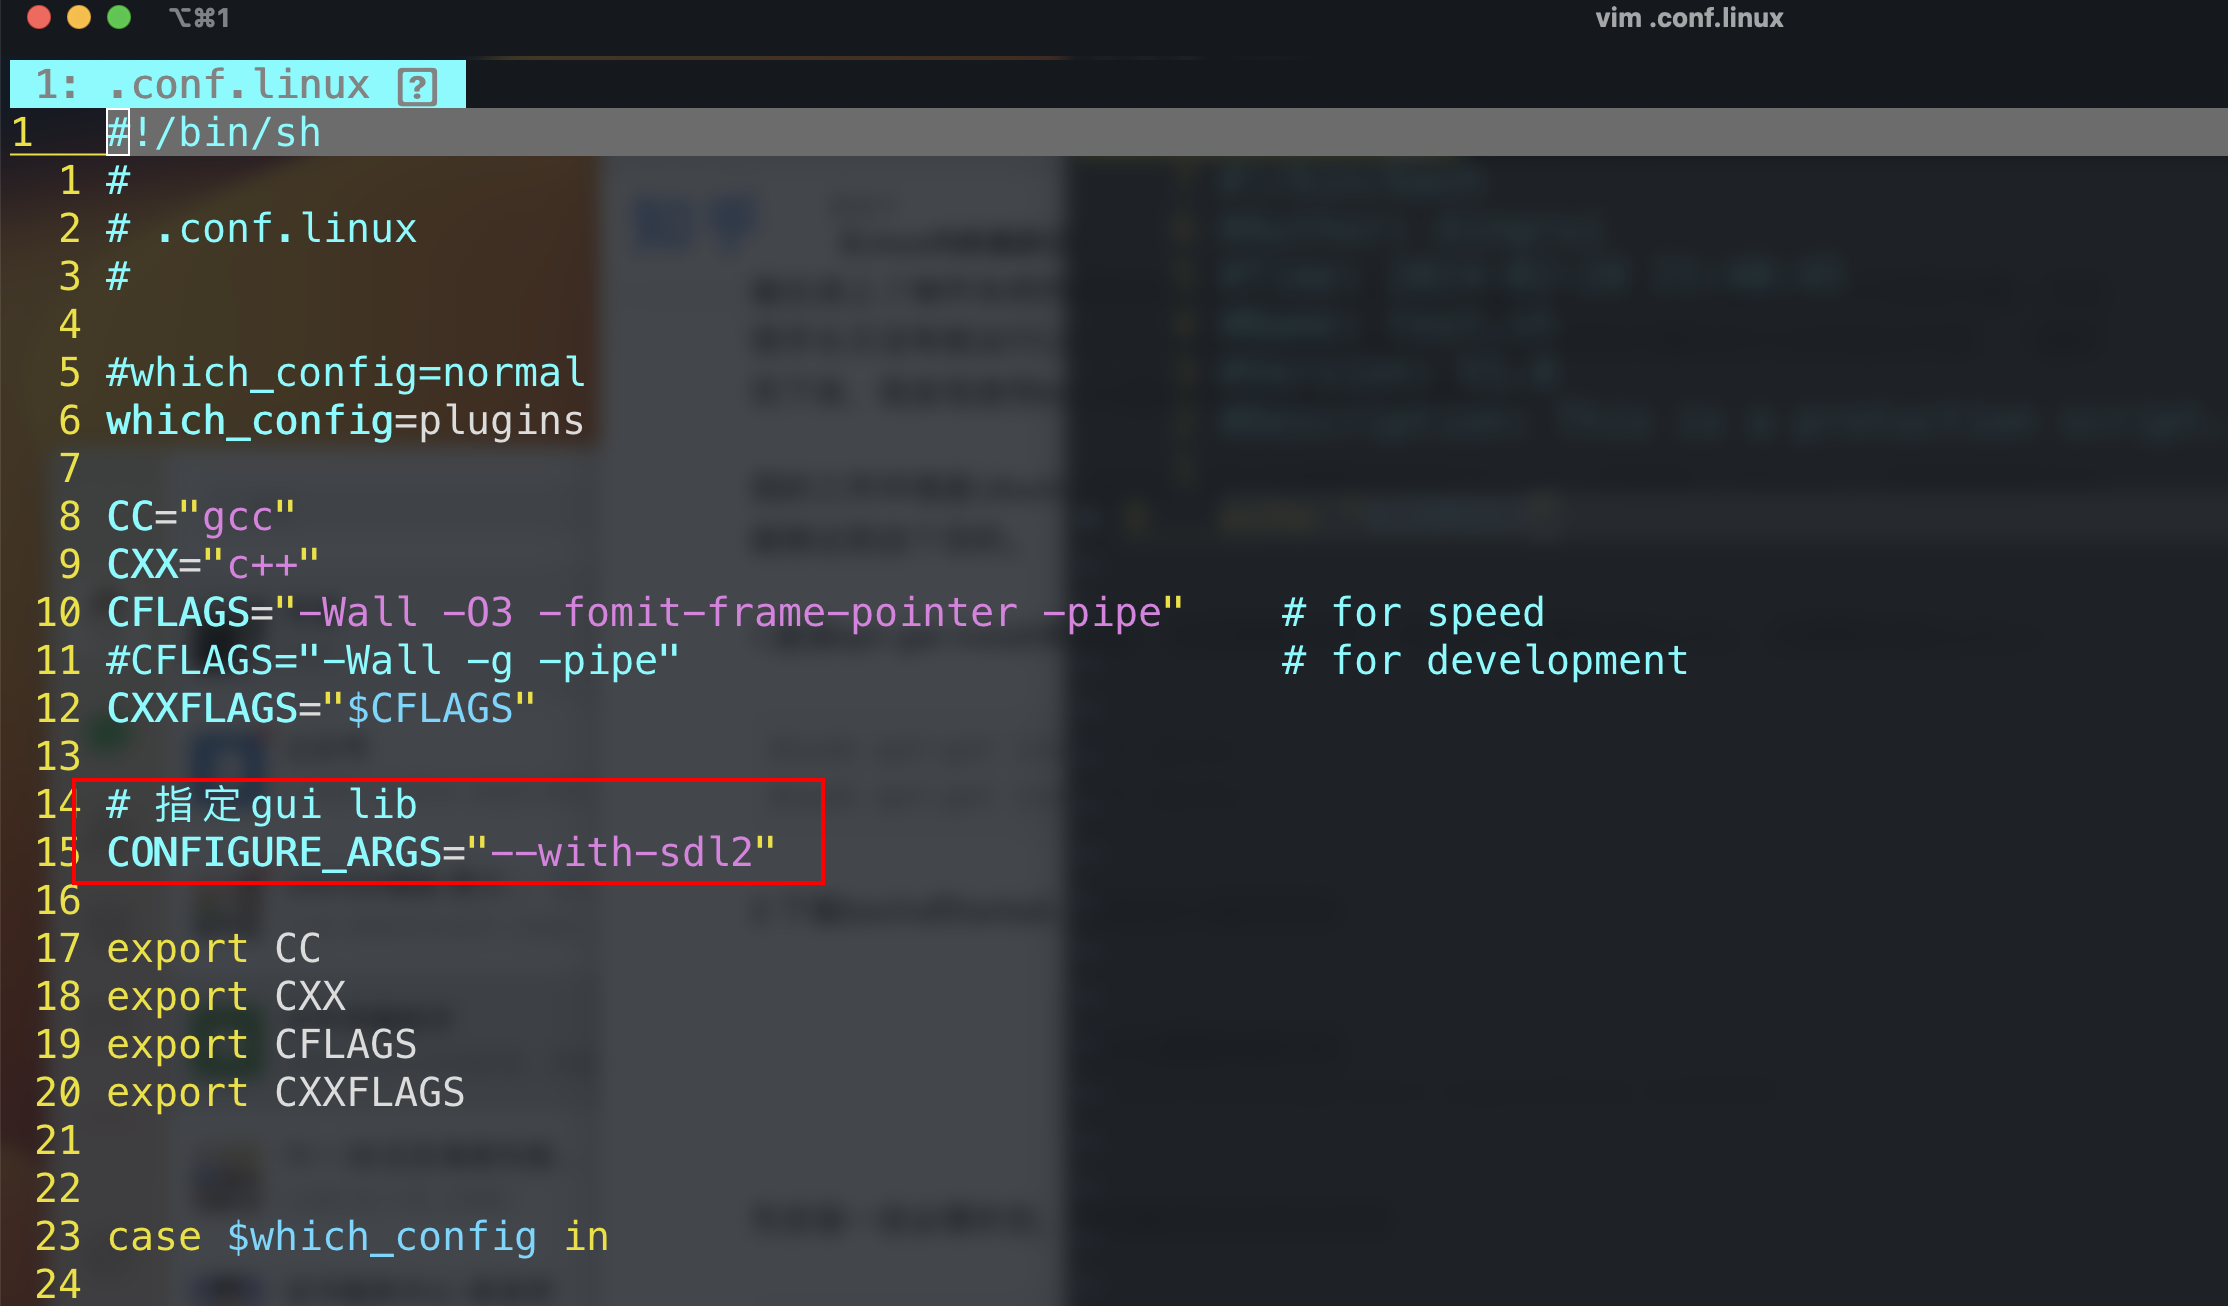 ⌥⌘1
vim .conf.linux
1: .conf.linux ?
1 #!/bin/sh
1 #
2 # .conf.linux
3 #
4
5 #which_config=normal
6 which_config=plugins
7
8 CC="gcc"
9 CXX="c++"
10 CFLAGS="-Wall -O3 -fomit-frame-pointer -pipe" # for speed
11 #CFLAGS="-Wall -g -pipe" # for development
12 CXXFLAGS="$CFLAGS"
13
14 # 指定gui lib
15 CONFIGURE_ARGS="--with-sdl2"
16
17 export CC
18 export CXX
19 export CFLAGS
20 export CXXFLAGS
21
22
23 case $which_config in
24